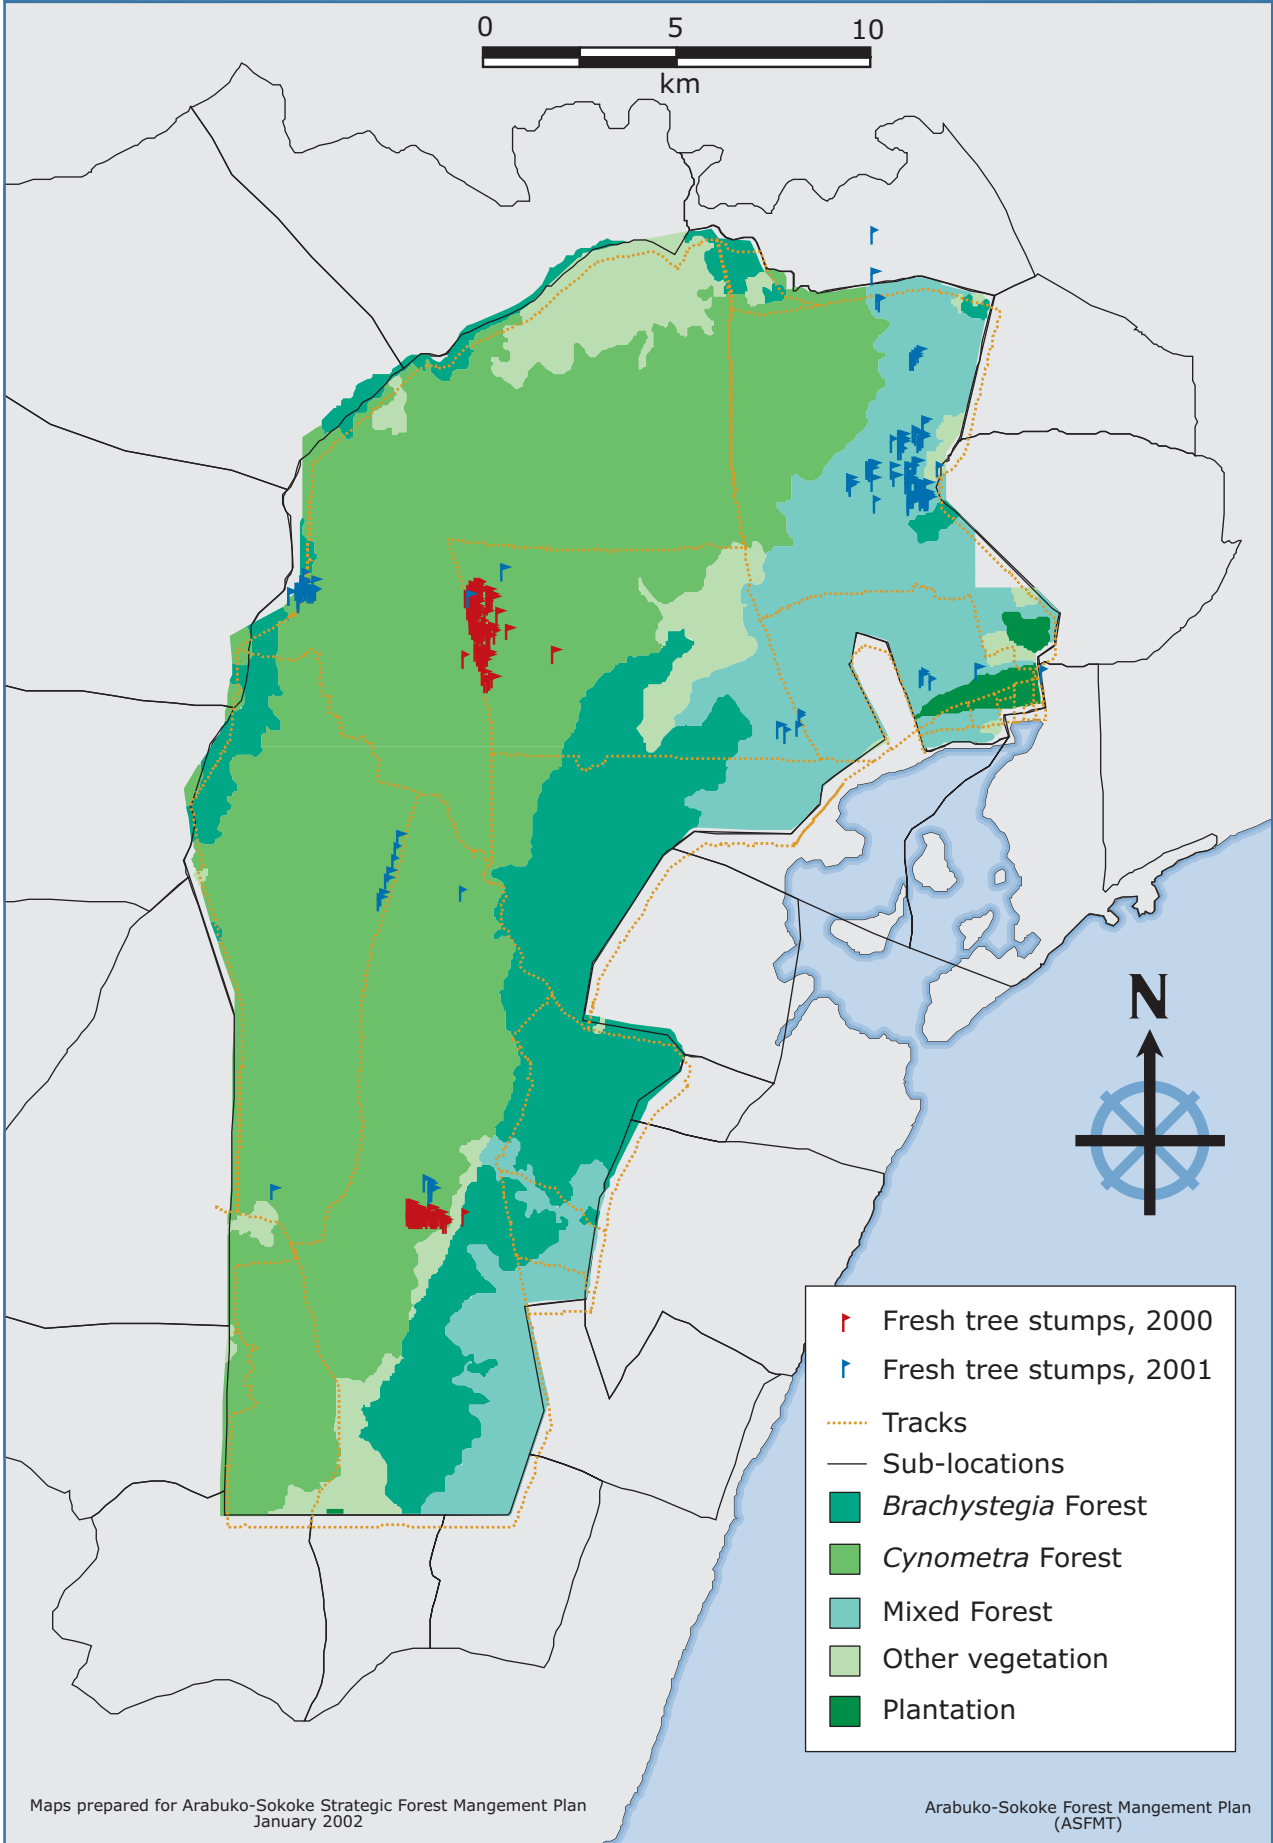 0 5 10
km
N
Fresh tree stumps, 2000
Fresh tree stumps, 2001
Tracks
Sub-locations
Brachystegia Forest
Cynometra Forest
Mixed Forest
Other vegetation
Plantation
Maps prepared for Arabuko-Sokoke Strategic Forest Mangement Plan
January 2002
Arabuko-Sokoke Forest Mangement Plan
(ASFMT)